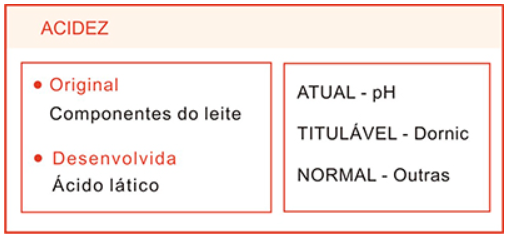 ACIDEZ
• Original
Componentes do leite
• Desenvolvida
Ácido lático
ATUAL - pH
TITULÁVEL - Dornic
NORMAL - Outras